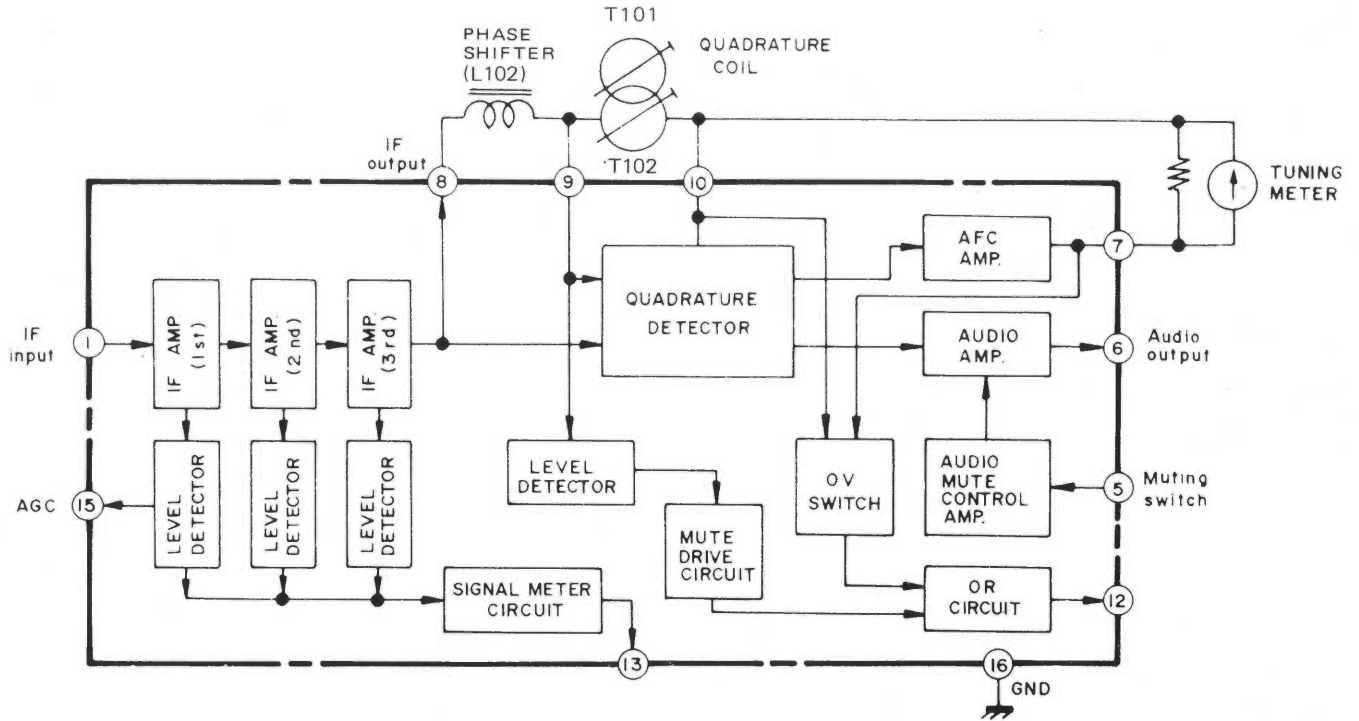 T101
PHASE
SHIFTER
(L102)
QUADRATURE
COIL
T102
IF
output
8
9
10
TUNING
METER
IF
input
1
IF AMP.
(1st)
IF AMP.
(2nd)
IF AMP.
(3rd)
QUADRATURE
DETECTOR
AFC
AMP.
7
AUDIO
AMP.
6
Audio
output
AGC
15
LEVEL
DETECTOR
LEVEL
DETECTOR
LEVEL
DETECTOR
LEVEL
DETECTOR
MUTE
DRIVE
CIRCUIT
OV
SWITCH
AUDIO
MUTE
CONTROL
AMP.
5
Muting
switch
SIGNAL METER
CIRCUIT
OR
CIRCUIT
12
13
16
GND